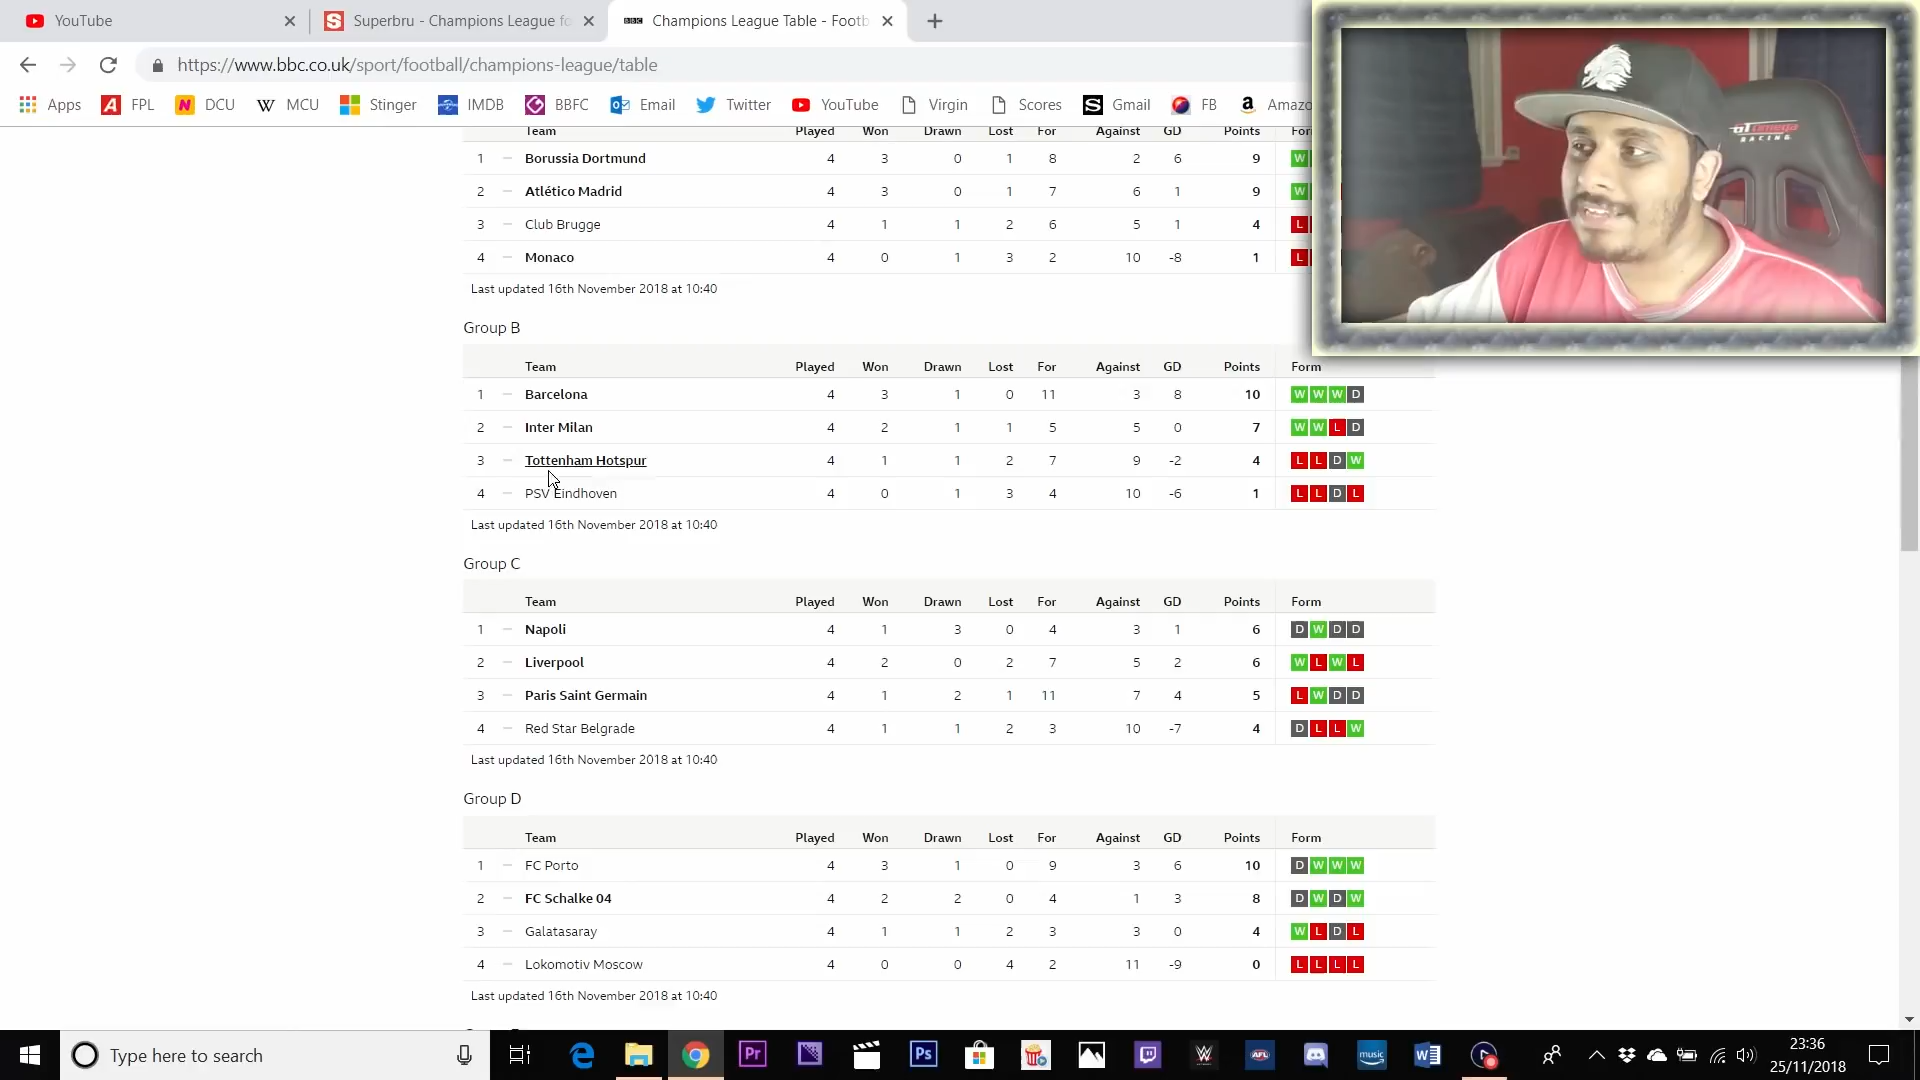 YouTube
Superbru - Champions League fo
BBC Champions League Table - Footb
https://www.bbc.co.uk/sport/football/champions-league/table
Apps FPL DCU MCU Stinger IMDB BBFC Email Twitter YouTube Virgin Scores Gmail FB Amazo
GT omega
RACING
Team Played Won Drawn Lost For Against GD Points Form
1 Borussia Dortmund 4 3 0 1 8 2 6 9 W
2 Atlético Madrid 4 3 0 1 7 6 1 9 W
3 Club Brugge 4 1 1 2 6 5 1 4 L
4 Monaco 4 0 1 3 2 10 -8 1 L
Last updated 16th November 2018 at 10:40
Group B
Team Played Won Drawn Lost For Against GD Points Form
1 Barcelona 4 3 1 0 11 3 8 10 W W W D
2 Inter Milan 4 2 1 1 5 5 0 7 W W L D
3 Tottenham Hotspur 4 1 1 2 7 9 -2 4 L L D W
4 PSV Eindhoven 4 0 1 3 4 10 -6 1 L L D L
Last updated 16th November 2018 at 10:40
Group C
Team Played Won Drawn Lost For Against GD Points Form
1 Napoli 4 1 3 0 4 3 1 6 D W D D
2 Liverpool 4 2 0 2 7 5 2 6 W L W L
3 Paris Saint Germain 4 1 2 1 11 7 4 5 L W D D
4 Red Star Belgrade 4 1 1 2 3 10 -7 4 D L L W
Last updated 16th November 2018 at 10:40
Group D
Team Played Won Drawn Lost For Against GD Points Form
1 FC Porto 4 3 1 0 9 3 6 10 D W W W
2 FC Schalke 04 4 2 2 0 4 1 3 8 D W D W
3 Galatasaray 4 1 1 2 3 3 0 4 W L D L
4 Lokomotiv Moscow 4 0 0 4 2 11 -9 0 L L L L
Last updated 16th November 2018 at 10:40
Type here to search
Pr Ps W AFL music W
23:36
25/11/2018